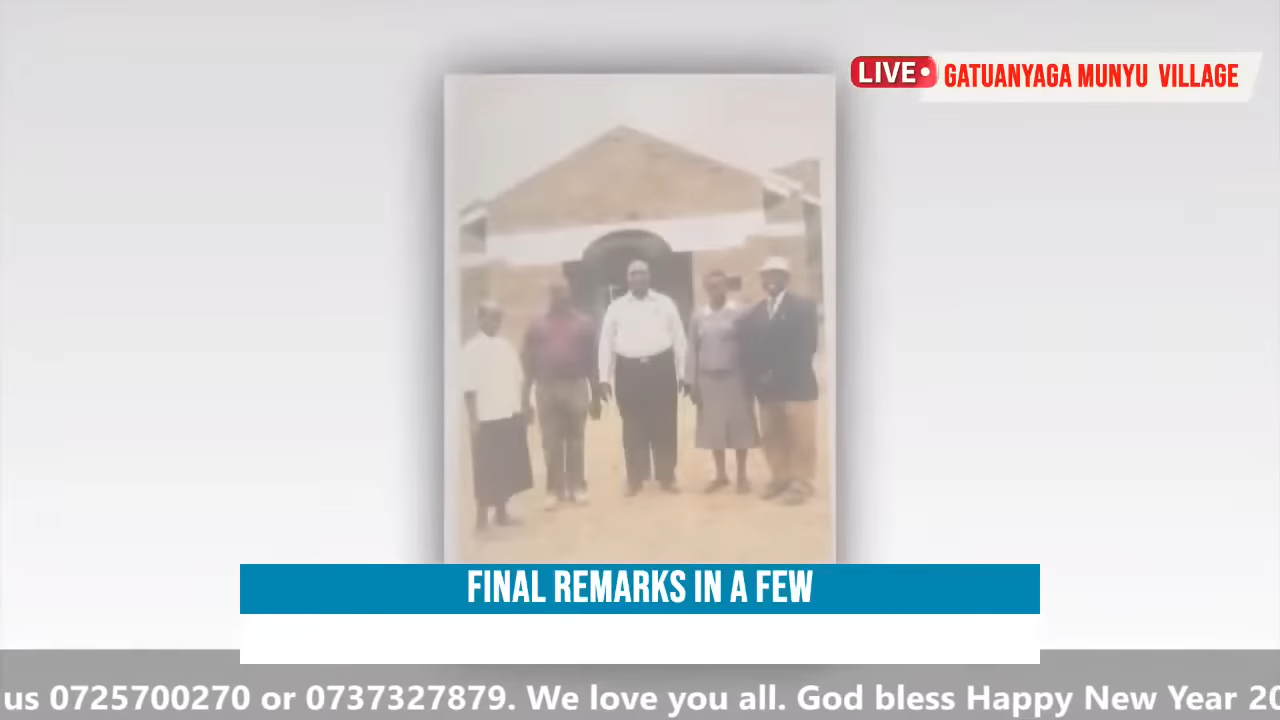 LIVE
GATUANYAGA MUNYU VILLAGE
FINAL REMARKS IN A FEW
us 0725700270 or 0737327879. We love you all. God bless Happy New Year 20